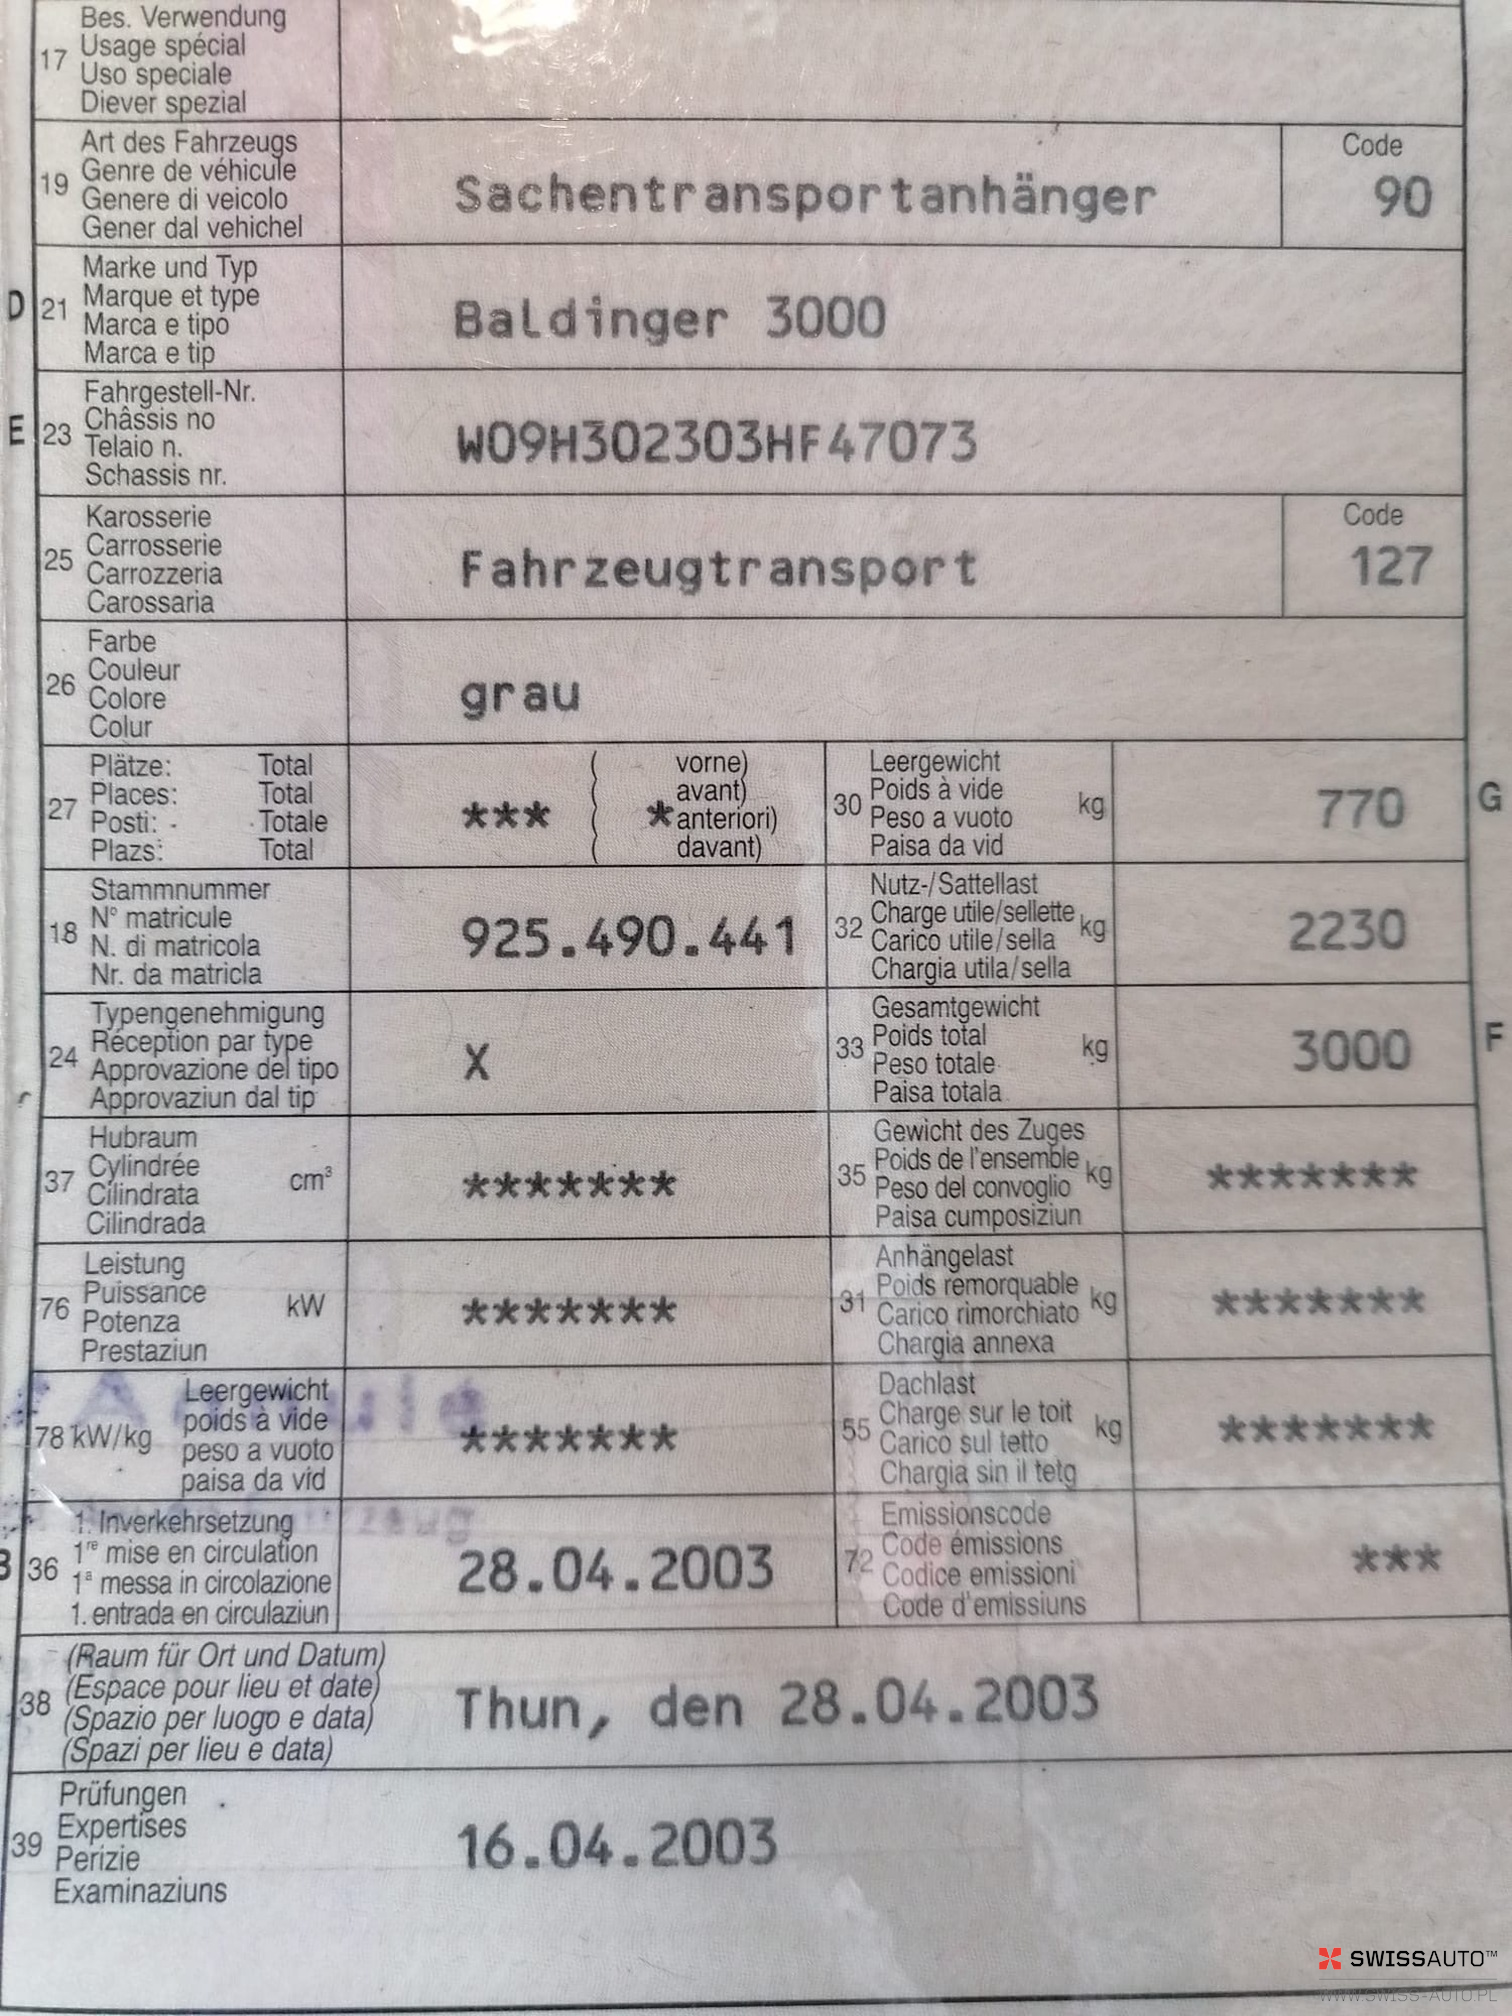 17 Bes. Verwendung
Usage spécial
Uso speciale
Diever spezial
19 Art des Fahrzeugs
Genre de véhicule
Genere di veicolo
Gener dal vehichel
Sachentransportanhänger
Code
90
D 21 Marke und Typ
Marque et type
Marca e tipo
Marca e tip
Baldinger 3000
E 23 Fahrgestell-Nr.
Châssis no
Telaio n.
Schassis nr.
W09H302303HF47073
25 Karosserie
Carrosserie
Carrozzeria
Carossaria
Fahrzeugtransport
Code
127
26 Farbe
Couleur
Colore
Colur
grau
27 Plätze: Total
Places: Total
Posti: Totale
Plazs: Total
*** ( vorne)
( avant)
( * anteriori)
( davant)
30 Leergewicht
Poids à vide
Peso a vuoto
Paisa da vid
kg
770
G
18 Stammnummer
N° matricule
N. di matricola
Nr. da matricla
925.490.441
32 Nutz-/Sattellast
Charge utile/sellette
Carico utile/sella
Chargia utila/sella
kg
2230
24 Typengenehmigung
Réception par type
Approvazione del tipo
Approvaziun dal tip
X
33 Gesamtgewicht
Poids total
Peso totale
Paisa totala
kg
3000
F
37 Hubraum
Cylindrée
Cilindrata
Cilindrada
cm³
*******
35 Gewicht des Zuges
Poids de l'ensemble
Peso del convoglio
Paisa cumposiziun
kg
*******
76 Leistung
Puissance
Potenza
Prestaziun
kW
*******
31 Anhängelast
Poids remorquable
Carico rimorchiato
Chargia annexa
kg
*******
78 kW/kg
Leergewicht
poids à vide
peso a vuoto
paisa da vid
*******
55 Dachlast
Charge sur le toit
Carico sul tetto
Chargia sin il tetg
kg
*******
36 1. Inverkehrsetzung
1re mise en circulation
1a messa in circolazione
1. entrada en circulaziun
28.04.2003
72 Emissionscode
Code émissions
Codice emissioni
Code d'emissiuns
***
38 (Raum für Ort und Datum)
(Espace pour lieu et date)
(Spazio per luogo e data)
(Spazi per lieu e data)
Thun, den 28.04.2003
39 Prüfungen
Expertises
Perizie
Examinaziuns
16.04.2003
SWISSAUTO™
WWW.SWISS-AUTO.PL